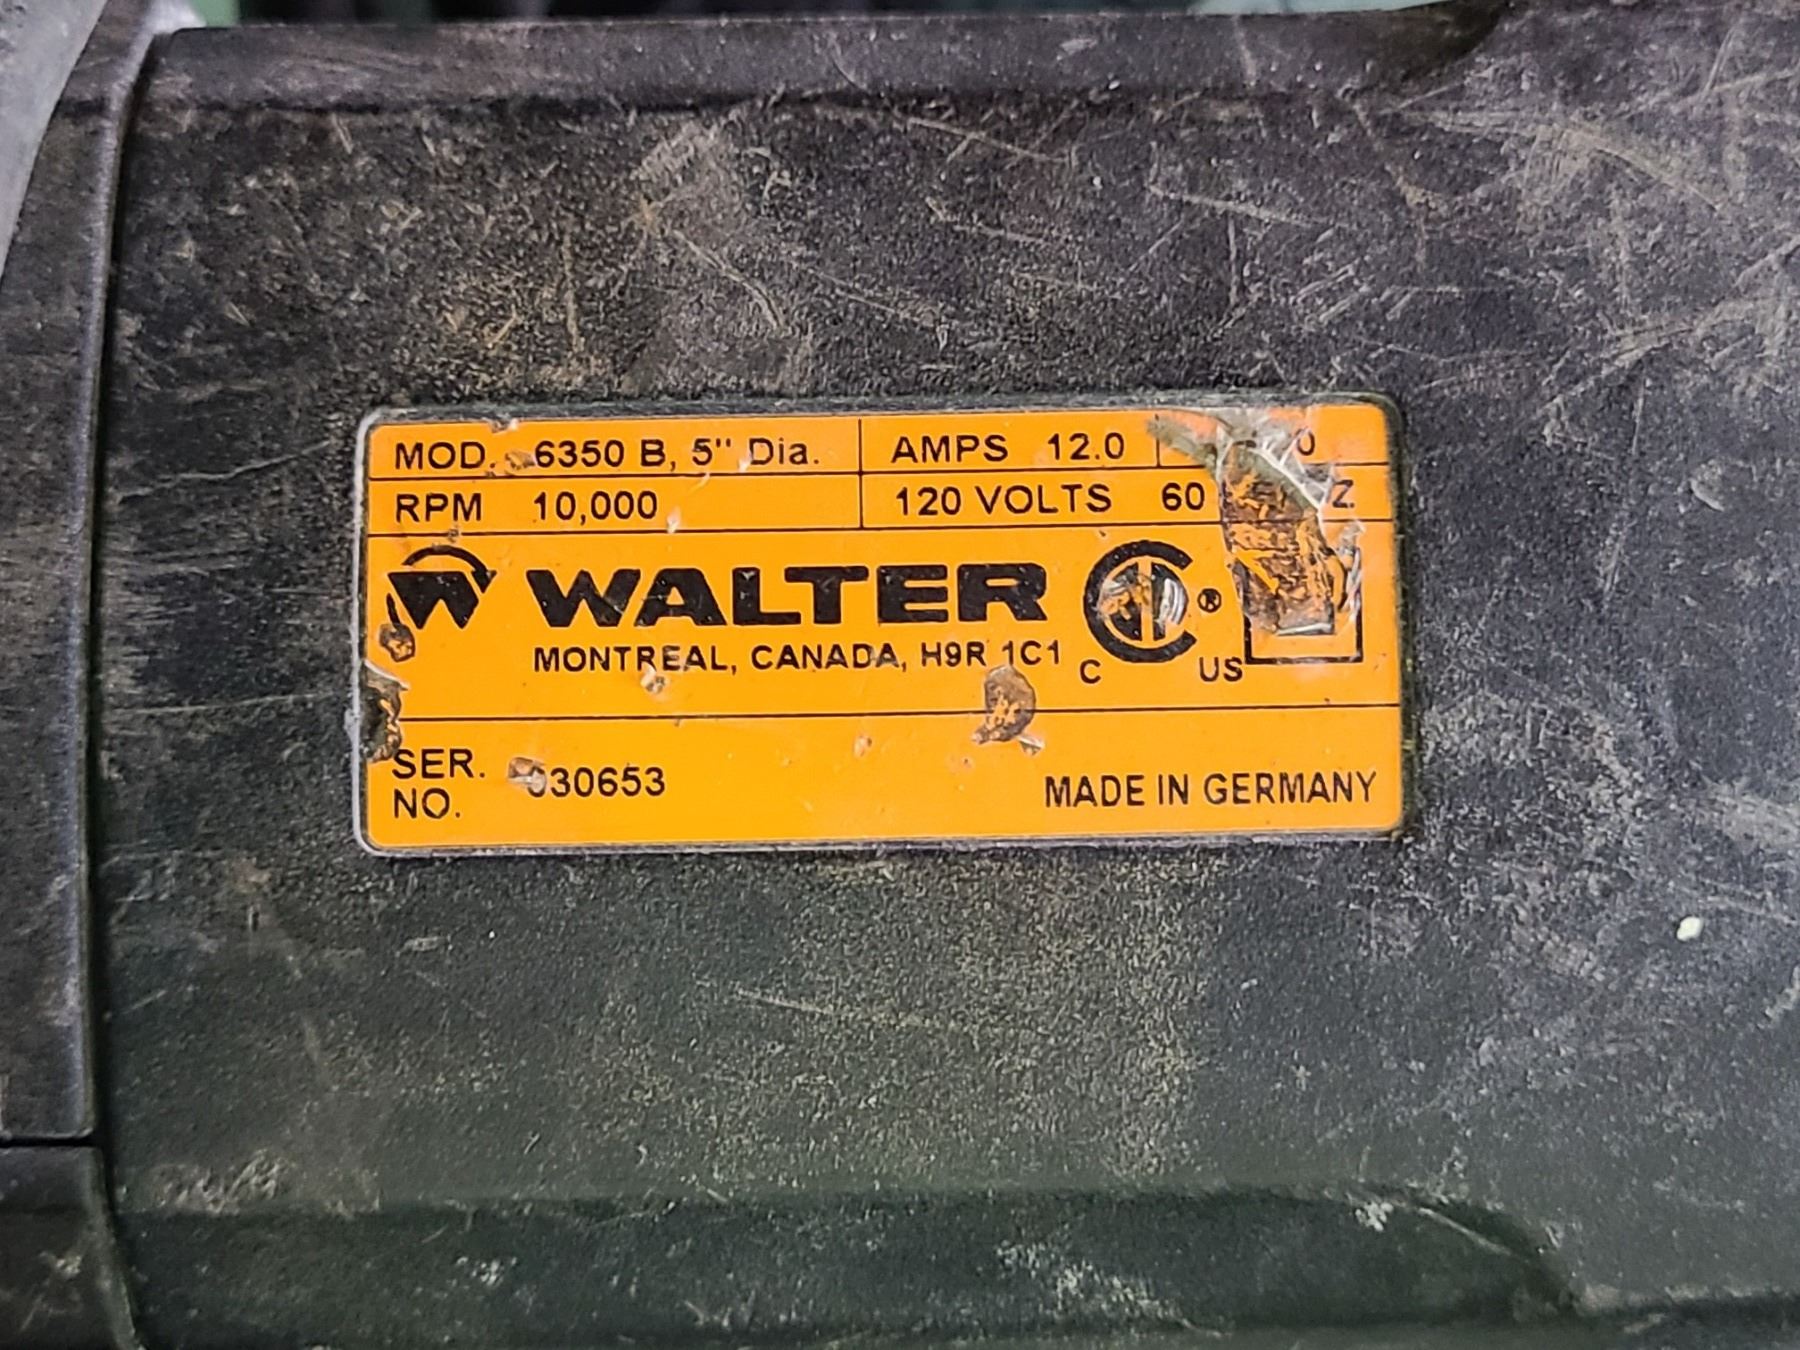 MOD. 6350 B, 5" Dia. AMPS 12.0
RPM 10,000 120 VOLTS 60
WALTER ®
MONTREAL, CANADA, H9R 1C1 C US
SER. NO. 030653 MADE IN GERMANY